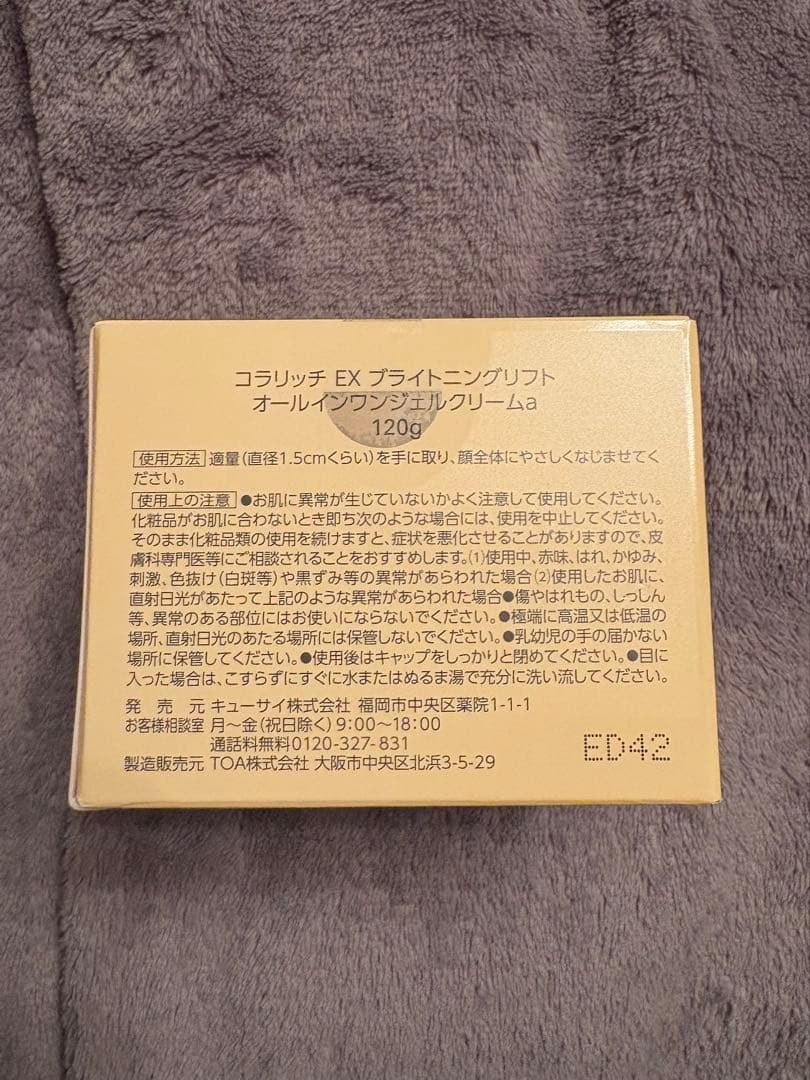 コラリッチ EX ブライトニングリフト
オールインワンジェルクリームa
120g
使用方法 適量(直径1.5cmくらい)を手に取り、顔全体にやさしくなじませてく
ださい。
使用上の注意 ●お肌に異常が生じていないかよく注意して使用してください。
化粧品がお肌に合わないとき即ち次のような場合には、使用を中止してください。
そのまま化粧品類の使用を続けますと、症状を悪化させることがありますので、皮
膚科専門医等にご相談されることをおすすめします。(1)使用中、赤味、はれ、かゆみ、
刺激、色抜け(白斑等)や黒ずみ等の異常があらわれた場合(2)使用したお肌に、
直射日光があたって上記のような異常があらわれた場合●傷やはれもの、しっしん
等、異常のある部位にはお使いにならないでください。●極端に高温又は低温の
場所、直射日光のあたる場所には保管しないでください。●乳幼児の手の届かない
場所に保管してください。●使用後はキャップをしっかりと閉めてください。●目に
入った場合は、こすらずにすぐに水またはぬるま湯で充分に洗い流してください。
発 売 元 キューサイ株式会社 福岡市中央区薬院1-1-1
お客様相談室 月〜金(祝日除く)9:00〜18:00
通話料無料0120-327-831
製造販売元 TOA株式会社 大阪市中央区北浜3-5-29
ED42